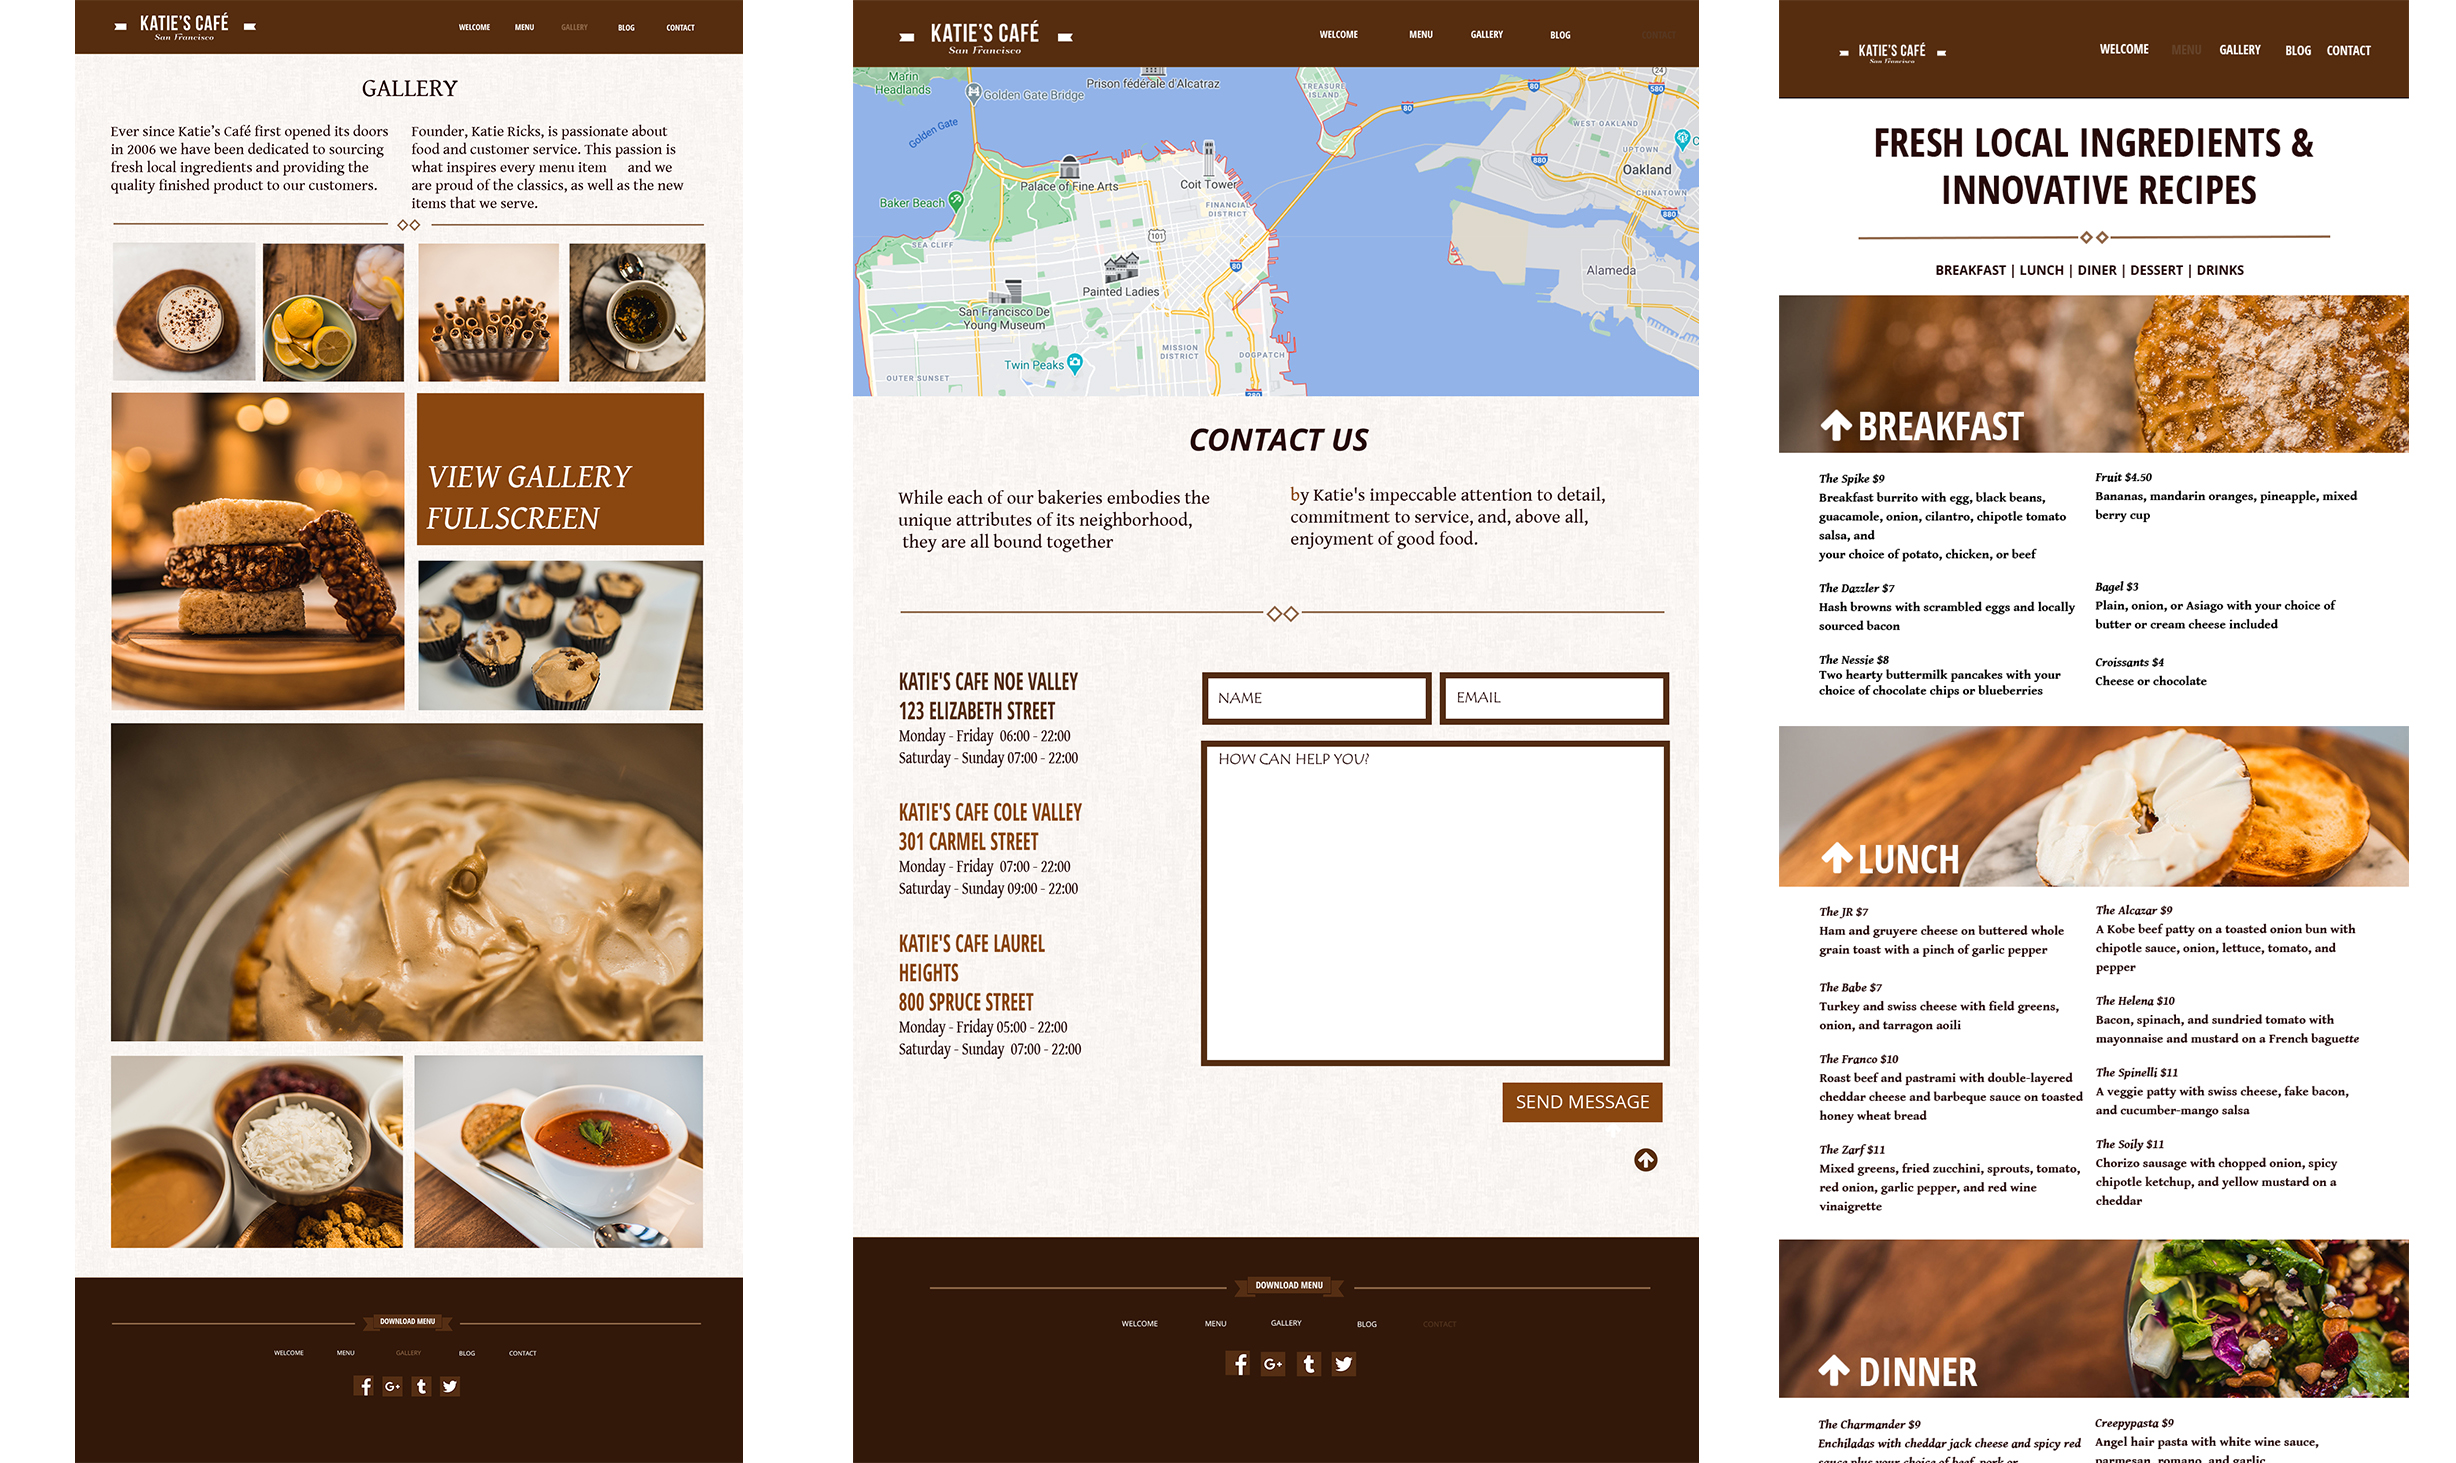 KATIE'S CAFÉ
San Francisco
WELCOME MENU GALLERY BLOG CONTACT
GALLERY
Ever since Katie's Café first opened its doors
in 2006 we have been dedicated to sourcing
fresh local ingredients and providing the
quality finished product to our customers.
Founder, Katie Ricks, is passionate about
food and customer service. This passion is
what inspires every menu item and we
are proud of the classics, as well as the new
items that we serve.
VIEW GALLERY
FULLSCREEN
DOWNLOAD MENU
WELCOME MENU GALLERY BLOG CONTACT
f G+ t
KATIE'S CAFÉ
San Francisco
WELCOME MENU GALLERY BLOG CONTACT
Marin
Headlands
Golden Gate Bridge
Prison fédérale d'Alcatraz
TREASURE
ISLAND
Golden Gate
WEST OAKLAND
UPTOWN
Oakland
CHINATOWN
Palace of Fine Arts
Coit Tower
Baker Beach
FINANCIAL
DISTRICT
SEA CLIFF
Painted Ladies
Alameda
San Francisco De
Young Museum
MISSION
DISTRICT
DOGPATCH
Twin Peaks
OUTER SUNSET
80
80
24
580
880
880
101
80
280
C
CONTACT US
While each of our bakeries embodies the
unique attributes of its neighborhood,
they are all bound together
by Katie's impeccable attention to detail,
commitment to service, and, above all,
enjoyment of good food.
KATIE'S CAFE NOE VALLEY
123 ELIZABETH STREET
Monday - Friday 06:00 - 22:00
Saturday - Sunday 07:00 - 22:00
KATIE'S CAFE COLE VALLEY
301 CARMEL STREET
Monday - Friday 07:00 - 22:00
Saturday - Sunday 09:00 - 22:00
KATIE'S CAFE LAUREL
HEIGHTS
800 SPRUCE STREET
Monday - Friday 05:00 - 22:00
Saturday - Sunday 07:00 - 22:00
NAME
EMAIL
HOW CAN HELP YOU?
SEND MESSAGE
DOWNLOAD MENU
WELCOME MENU GALLERY BLOG CONTACT
f G+ t
KATIE'S CAFÉ
San Francisco
WELCOME MENU GALLERY BLOG CONTACT
FRESH LOCAL INGREDIENTS &
INNOVATIVE RECIPES
BREAKFAST | LUNCH | DINER | DESSERT | DRINKS
BREAKFAST
The Spike $9
Breakfast burrito with egg, black beans,
guacamole, onion, cilantro, chipotle tomato
salsa, and
your choice of potato, chicken, or beef
The Dazzler $7
Hash browns with scrambled eggs and locally
sourced bacon
The Nessie $8
Two hearty buttermilk pancakes with your
choice of chocolate chips or blueberries
Fruit $4.50
Bananas, mandarin oranges, pineapple, mixed
berry cup
Bagel $3
Plain, onion, or Asiago with your choice of
butter or cream cheese included
Croissants $4
Cheese or chocolate
LUNCH
The JR $7
Ham and gruyere cheese on buttered whole
grain toast with a pinch of garlic pepper
The Babe $7
Turkey and swiss cheese with field greens,
onion, and tarragon aoili
The Franco $10
Roast beef and pastrami with double-layered
cheddar cheese and barbeque sauce on toasted
honey wheat bread
The Zarf $11
Mixed greens, fried zucchini, sprouts, tomato,
red onion, garlic pepper, and red wine
vinaigrette
The Alcazar $9
A Kobe beef patty on a toasted onion bun with
chipotle sauce, onion, lettuce, tomato, and
pepper
The Helena $10
Bacon, spinach, and sundried tomato with
mayonnaise and mustard on a French baguette
The Spinelli $11
A veggie patty with swiss cheese, fake bacon,
and cucumber-mango salsa
The Soily $11
Chorizo sausage with chopped onion, spicy
chipotle ketchup, and yellow mustard on a
cheddar
DINNER
The Charmander $9
Enchiladas with cheddar jack cheese and spicy red
sauce plus your choice of beef, pork or
Creepypasta $9
Angel hair pasta with white wine sauce,
parmesan, romano, and garlic